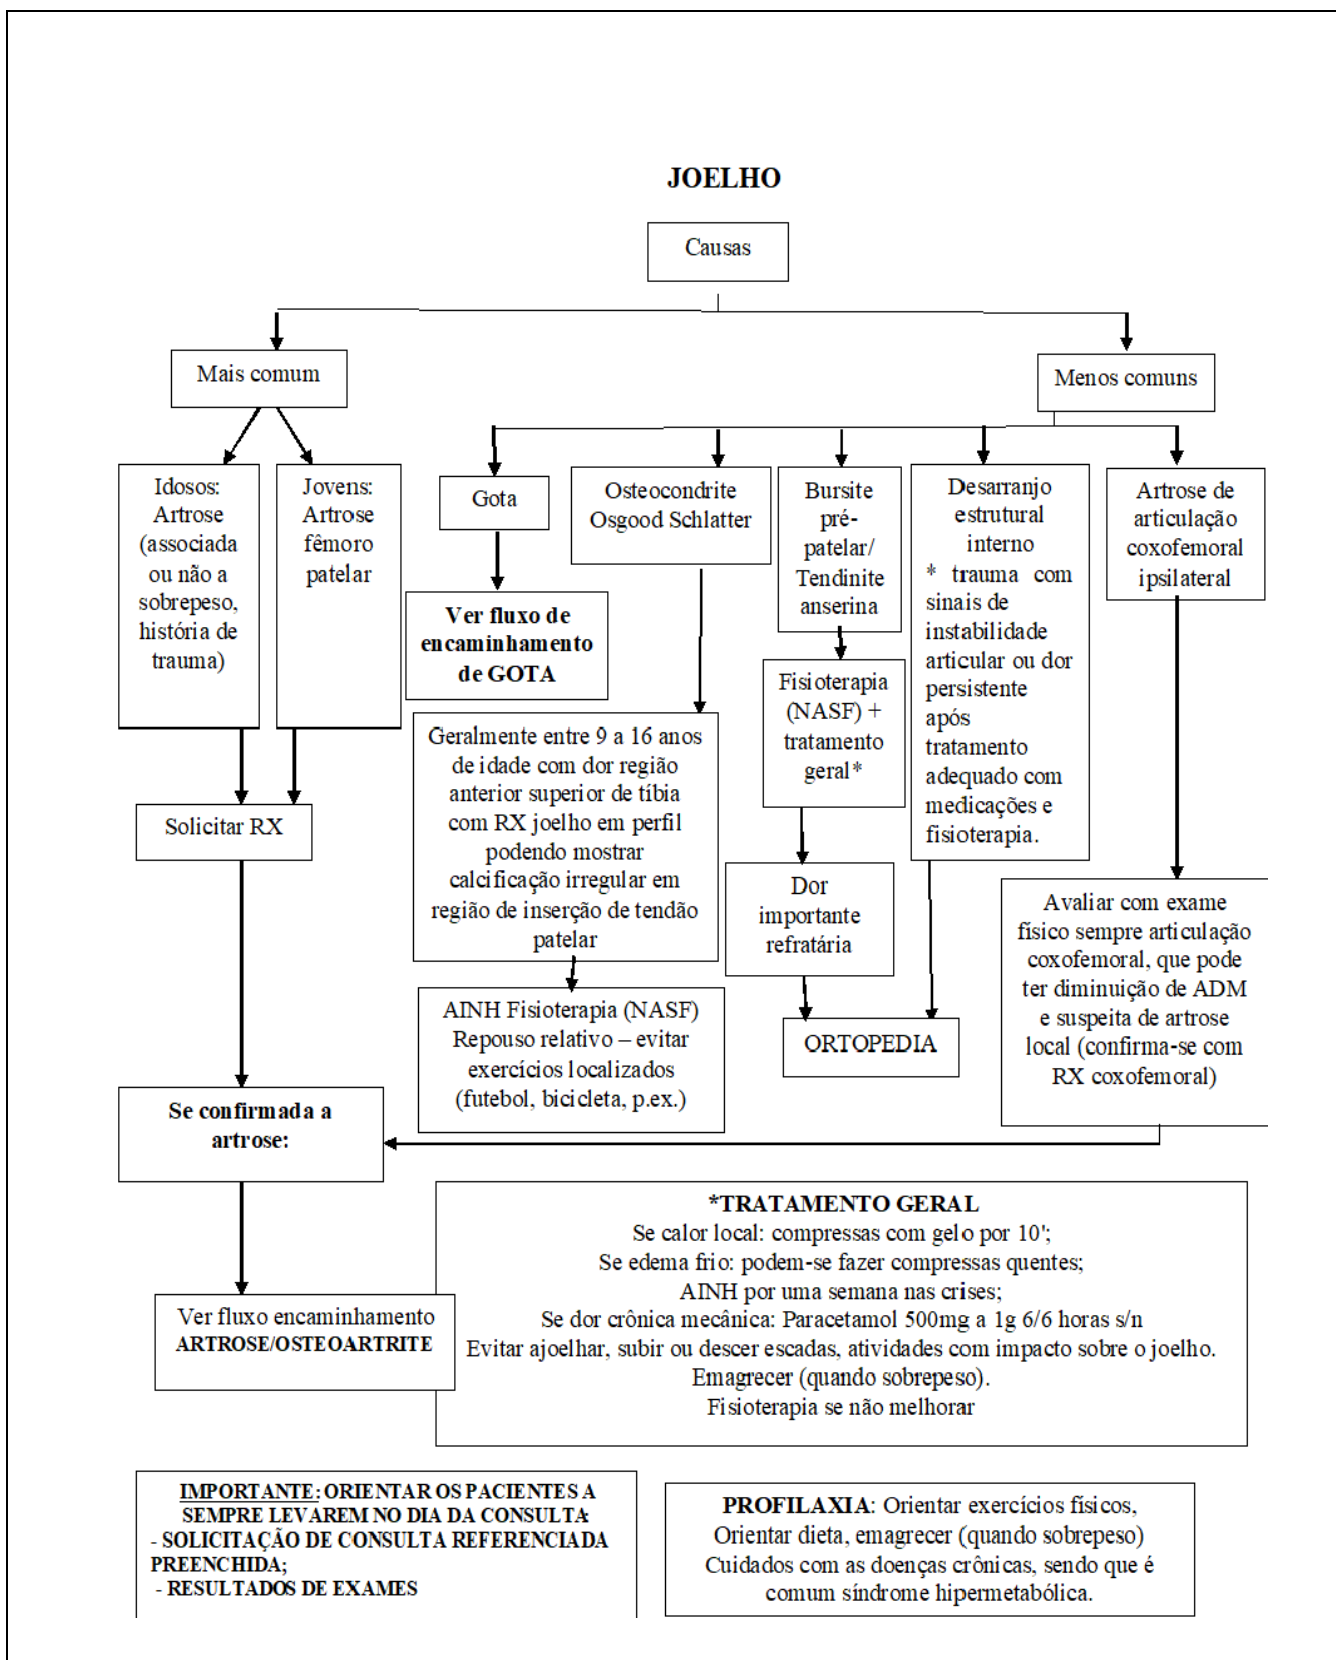 JOELHO
Causas
Mais comum
Menos comuns
Idosos:
Artrose
(associada
ou não a
sobrepeso,
história de
trauma)
Jovens:
Artrose
fêmoro
patelar
Gota
Osteocondrite
Osgood Schlatter
Bursite
pré-
patelar/
Tendinite
anserina
Desarranjo
estrutural
interno
* trauma com
sinais de
instabilidade
articular ou dor
persistente
após
tratamento
adequado com
medicações e
fisioterapia.
Artrose de
articulação
coxofemoral
ipsilateral
Ver fluxo de
encaminhamento
de GOTA
Fisioterapia
(NASF) +
tratamento
geral*
Geralmente entre 9 a 16 anos
de idade com dor região
anterior superior de tíbia
com RX joelho em perfil
podendo mostrar
calcificação irregular em
região de inserção de tendão
patelar
Solicitar RX
Dor
importante
refratária
Avaliar com exame
físico sempre articulação
coxofemoral, que pode
ter diminuição de ADM
e suspeita de artrose
local (confirma-se com
RX coxofemoral)
AINH Fisioterapia (NASF)
Repouso relativo – evitar
exercícios localizados
(futebol, bicicleta, p.ex.)
ORTOPEDIA
Se confirmada a
artrose:
*TRATAMENTO GERAL
Se calor local: compressas com gelo por 10';
Se edema frio: podem-se fazer compressas quentes;
AINH por uma semana nas crises;
Se dor crônica mecânica: Paracetamol 500mg a 1g 6/6 horas s/n
Evitar ajoelhar, subir ou descer escadas, atividades com impacto sobre o joelho.
Emagrecer (quando sobrepeso).
Fisioterapia se não melhorar
Ver fluxo encaminhamento
ARTROSE/OSTEOARTRITE
IMPORTANTE: ORIENTAR OS PACIENTES A
SEMPRE LEVAREM NO DIA DA CONSULTA:
- SOLICITAÇÃO DE CONSULTA REFERENCIADA
PREENCHIDA;
- RESULTADOS DE EXAMES
PROFILAXIA: Orientar exercícios físicos,
Orientar dieta, emagrecer (quando sobrepeso)
Cuidados com as doenças crônicas, sendo que é
comum síndrome hipermetabólica.